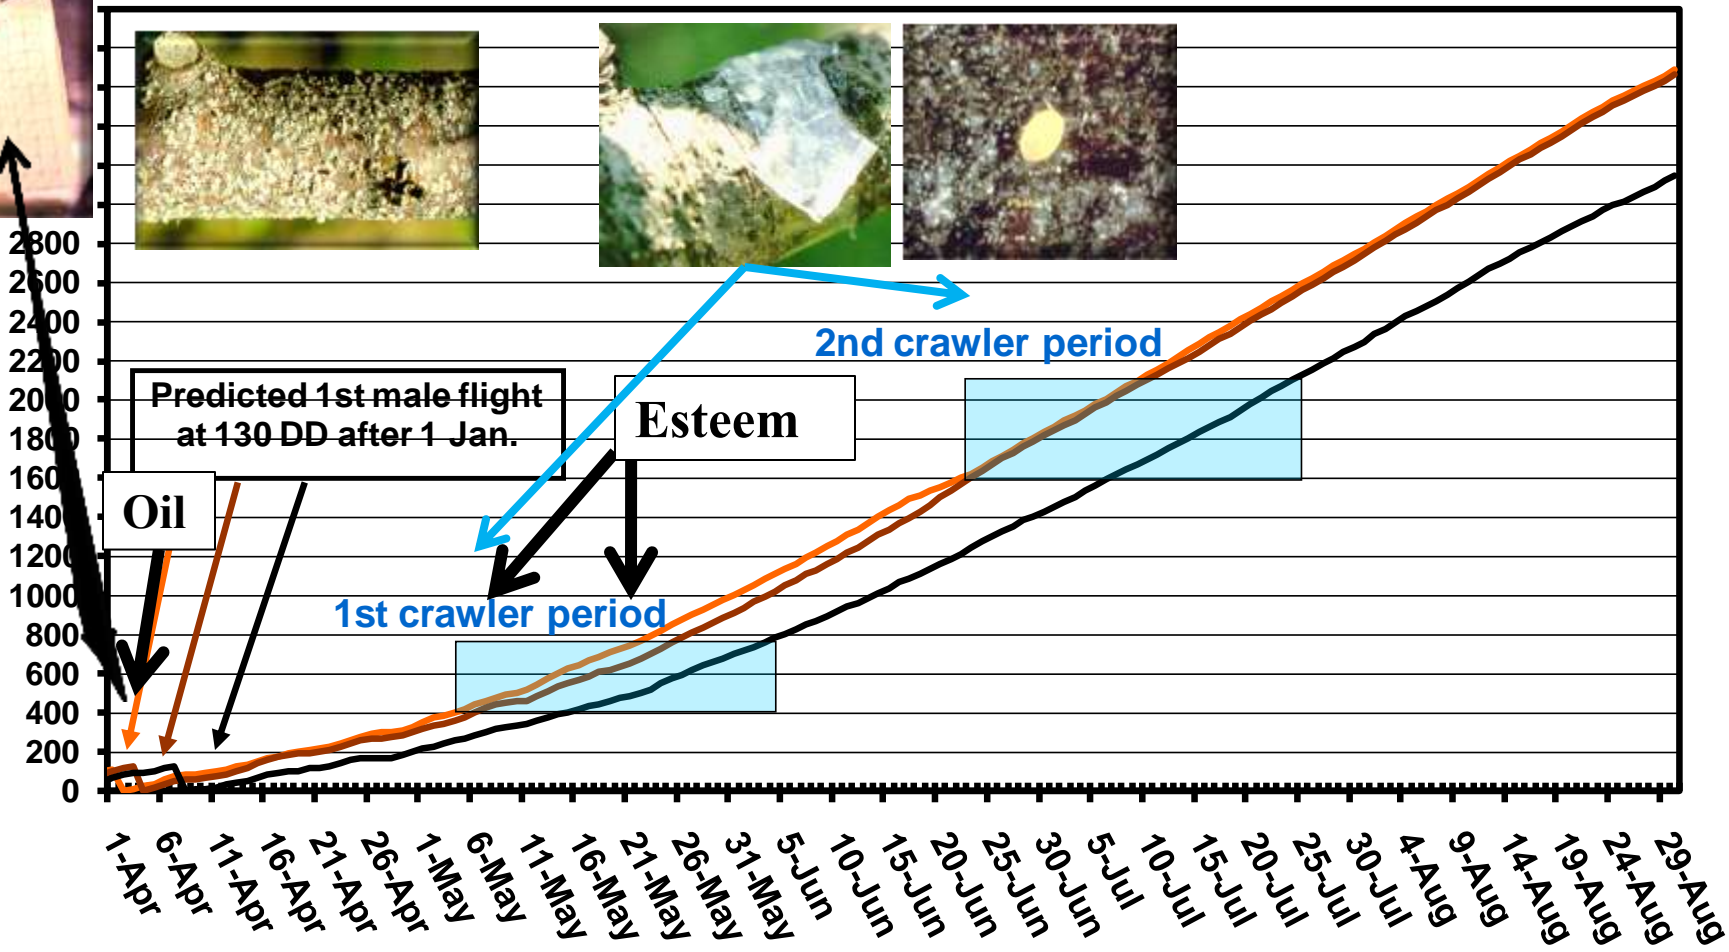 2800
2600
2400
2200
2000
1800
1600
1400
1200
1000
800
600
400
200
0
2nd crawler period
Predicted 1st male flight
at 130 DD after 1 Jan.
Esteem
Oil
1st crawler period
1-Apr
6-Apr
11-Apr
16-Apr
21-Apr
26-Apr
1-May
6-May
11-May
16-May
21-May
26-May
31-May
5-Jun
10-Jun
15-Jun
20-Jun
25-Jun
30-Jun
5-Jul
10-Jul
15-Jul
20-Jul
25-Jul
30-Jul
4-Aug
9-Aug
14-Aug
19-Aug
24-Aug
29-Aug